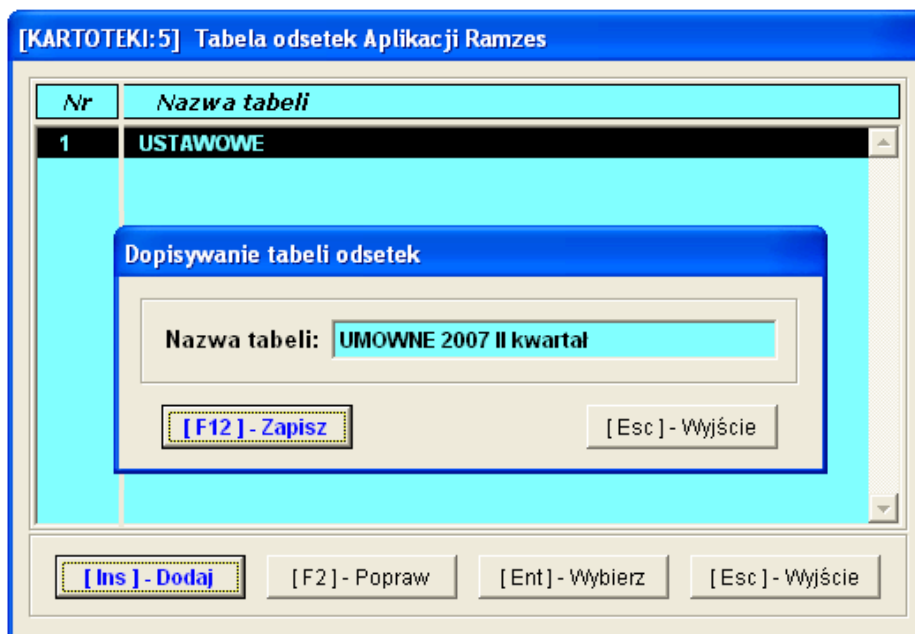 [KARTOTEKI:5] Tabela odsetek Aplikacji Ramzes
Nr Nazwa tabeli
1 USTAWOWE
Dopisywanie tabeli odsetek
Nazwa tabeli: UMOWNE 2007 II kwartał
[ F12 ] - Zapisz [ Esc ] - Wyjście
[ Ins ] - Dodaj [ F2 ] - Popraw [ Ent ] - Wybierz [ Esc ] - Wyjście